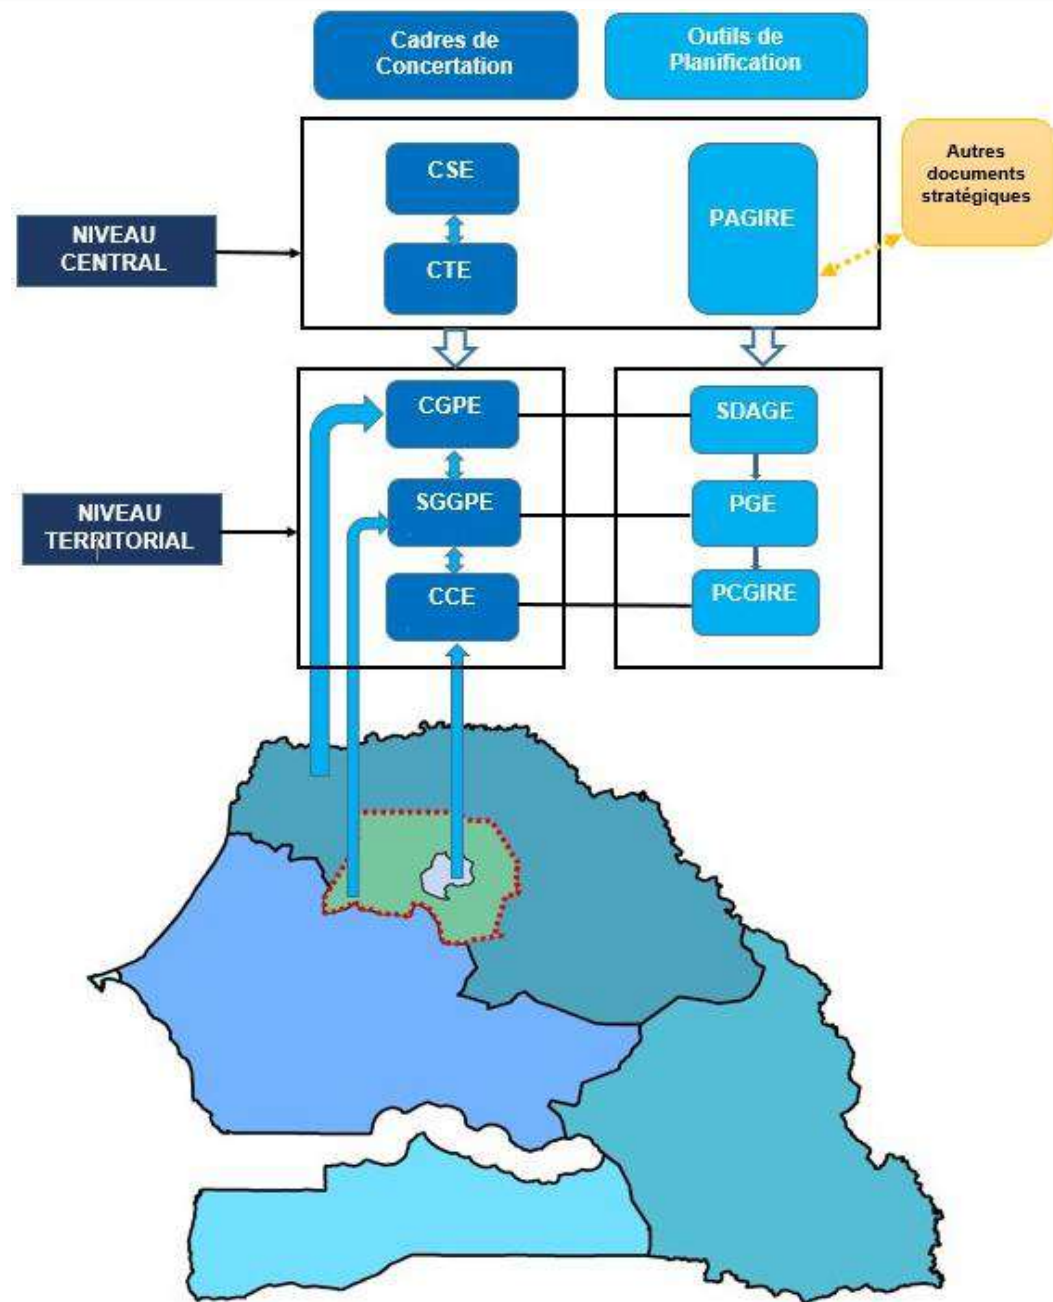 Cadres de
Concertation
Outils de
Planification
Autres
documents
stratégiques
CSE
PAGIRE
NIVEAU
CENTRAL
CTE
CGPE
SDAGE
SGGPE
PGE
NIVEAU
TERRITORIAL
CCE
PCGIRE